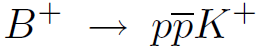 B⁺ → pp̅K⁺